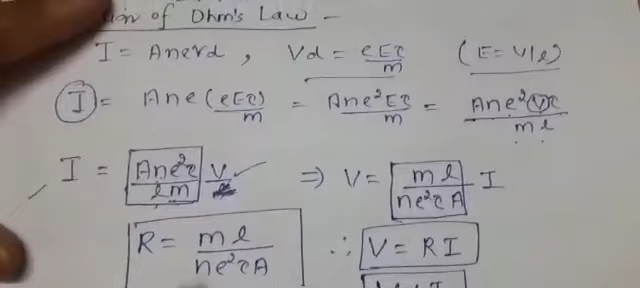 of Ohm's Law -
I = Anevd , Vd = eEτ/m (E = V/l)
I = Ane (eEτ)/m = Ane²Eτ/m = Ane²Vτ/ml
I = Ane²τ/lm V ⇒ V = ml/ne²τA I
R = ml/ne²τA ∴ V = RI